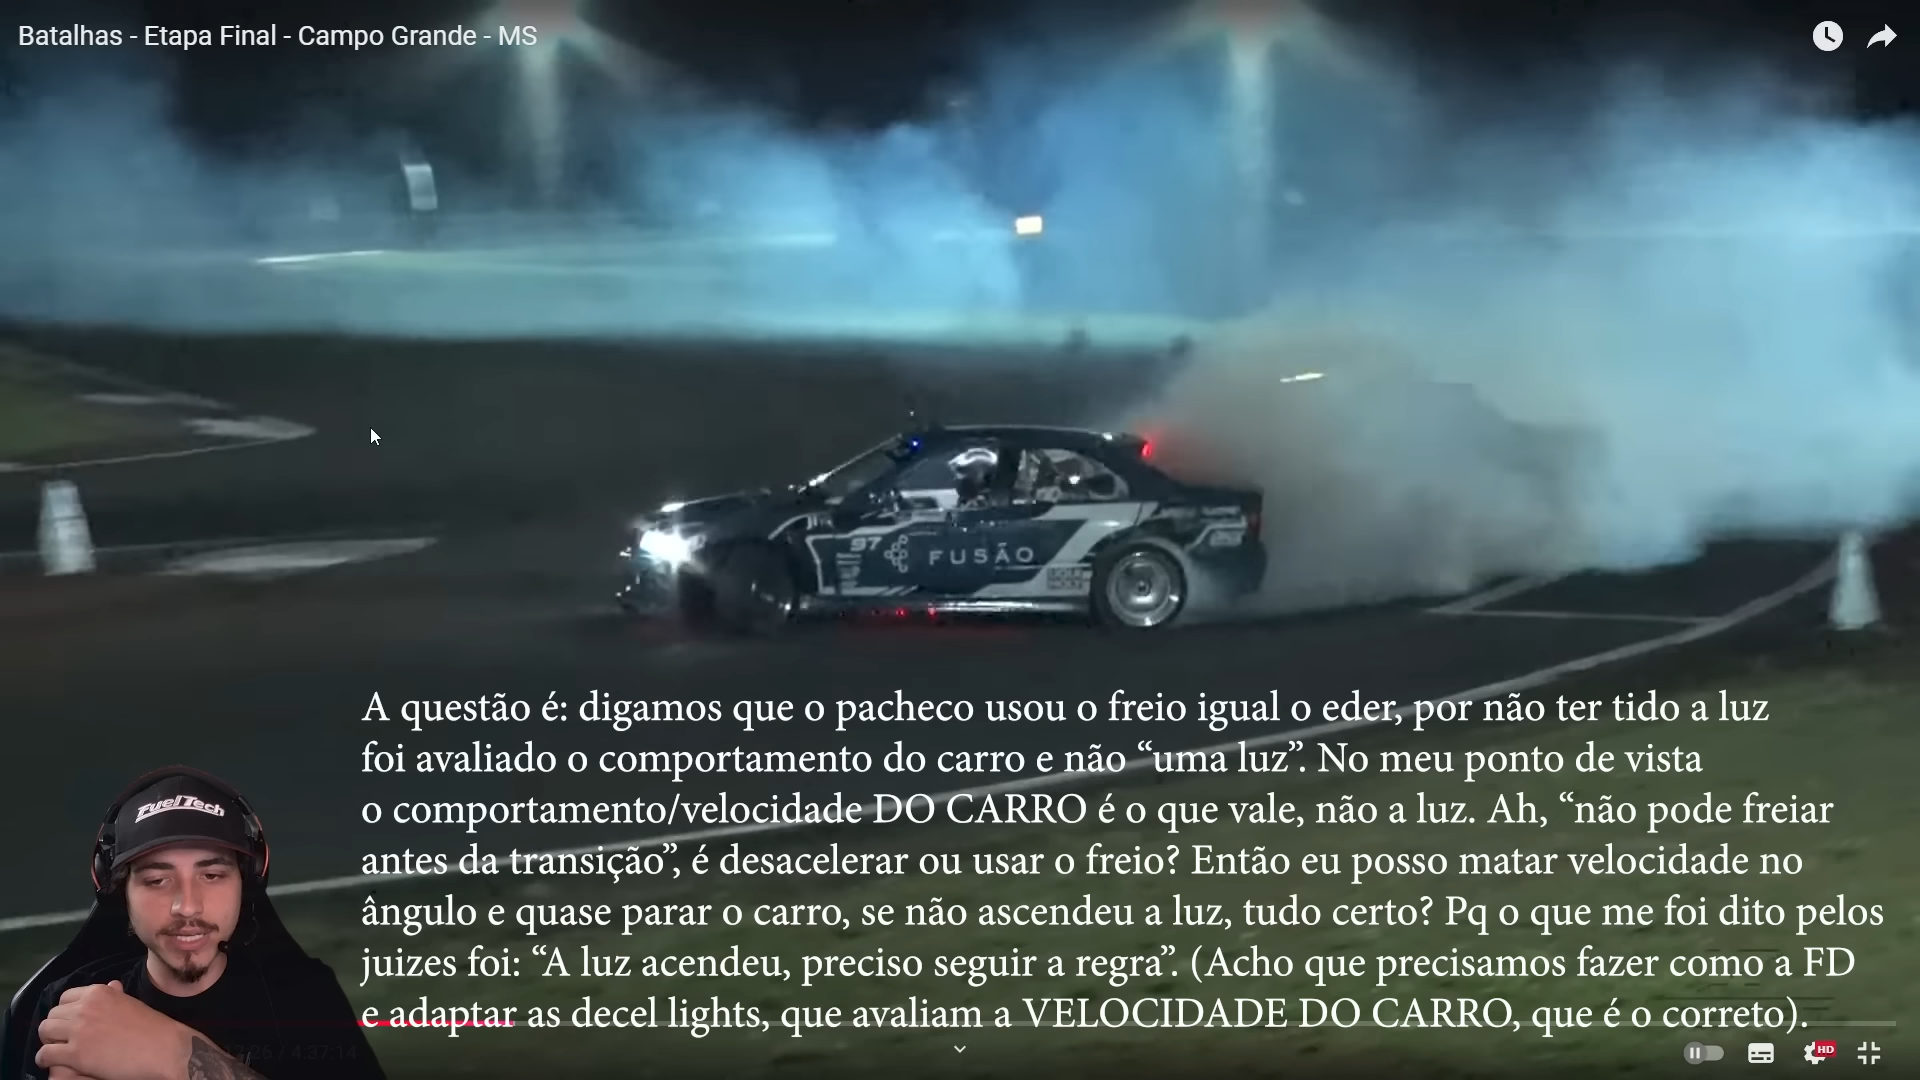 Batalhas - Etapa Final - Campo Grande - MS
97
FUSÃO
A questão é: digamos que o pacheco usou o freio igual o eder, por não ter tido a luz
foi avaliado o comportamento do carro e não “uma luz”. No meu ponto de vista
o comportamento/velocidade DO CARRO é o que vale, não a luz. Ah, “não pode freiar
antes da transição”, é desacelerar ou usar o freio? Então eu posso matar velocidade no
ângulo e quase parar o carro, se não ascendeu a luz, tudo certo? Pq o que me foi dito pelos
juizes foi: “A luz acendeu, preciso seguir a regra”. (Acho que precisamos fazer como a FD
e adaptar as decel lights, que avaliam a VELOCIDADE DO CARRO, que é o correto).
FuelTech
26 / 4:37:14
HD